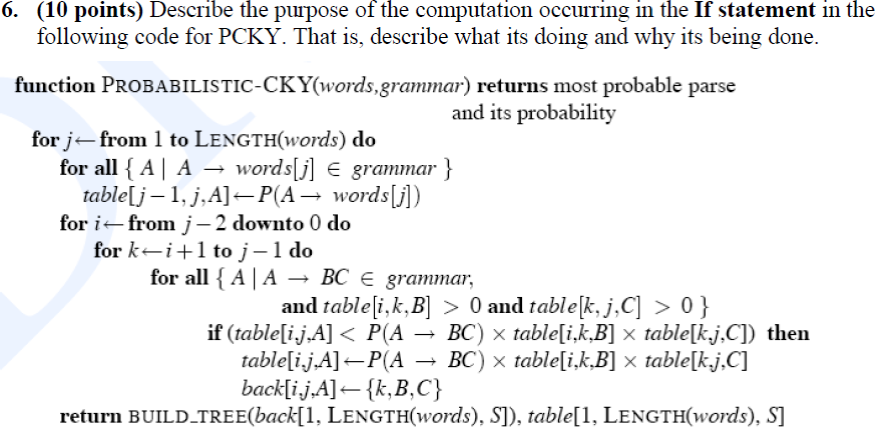 6. (10 points) Describe the purpose of the computation occurring in the If statement in the
following code for PCKY. That is, describe what its doing and why its being done.
function PROBABILISTIC-CKY(words,grammar) returns most probable parse
and its probability
for j←from 1 to LENGTH(words) do
for all { A | A → words[j] ∈ grammar }
table[j − 1, j, A]←P(A → words[j])
for i←from j − 2 downto 0 do
for k←i + 1 to j − 1 do
for all { A | A → BC ∈ grammar,
and table[i,k,B] > 0 and table[k, j,C] > 0 }
if (table[i,j,A] < P(A → BC) × table[i,k,B] × table[k,j,C]) then
table[i,j,A]←P(A → BC) × table[i,k,B] × table[k,j,C]
back[i,j,A]←{k,B,C}
return BUILD_TREE(back[1, LENGTH(words), S]), table[1, LENGTH(words), S]